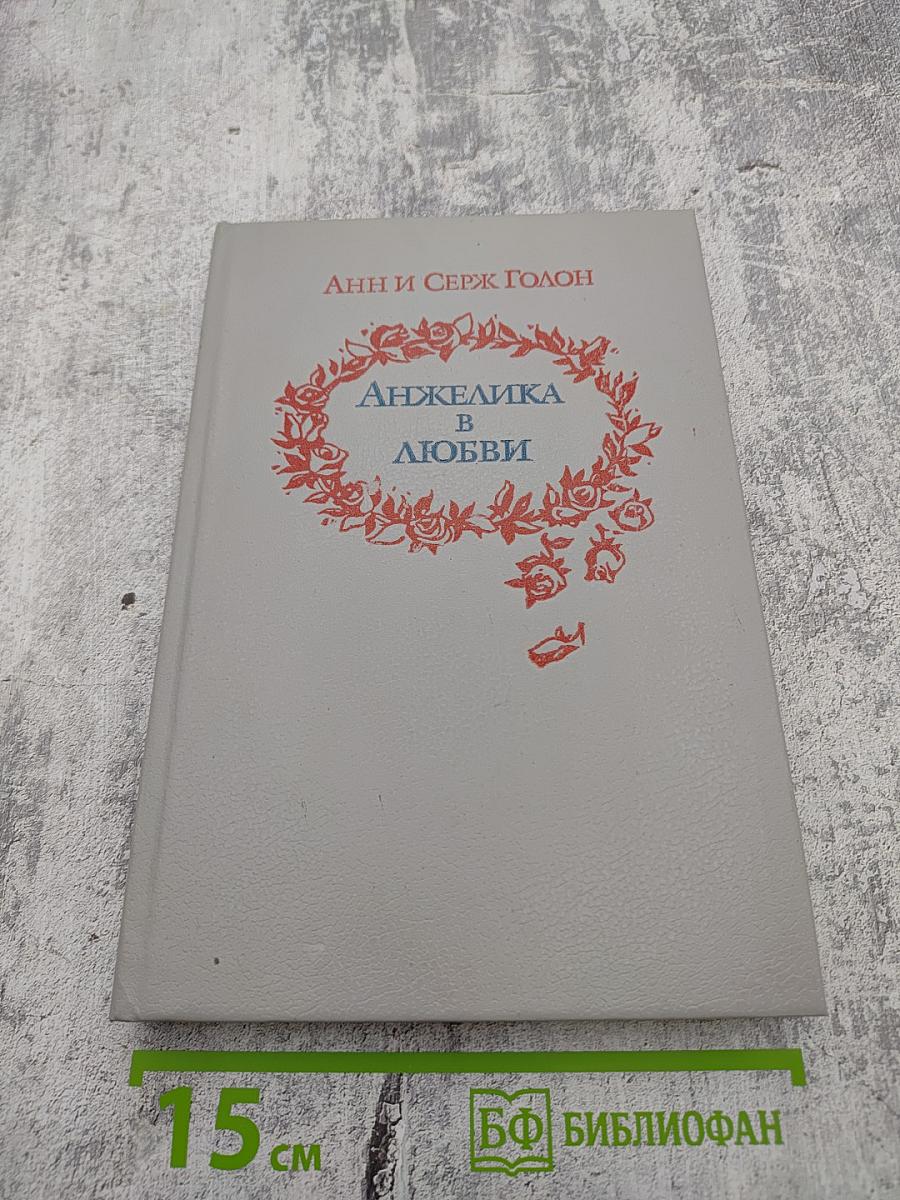 Анн и Серж Голон
Анжелика
в
любви
15 см
БФ БИБЛИОФАН